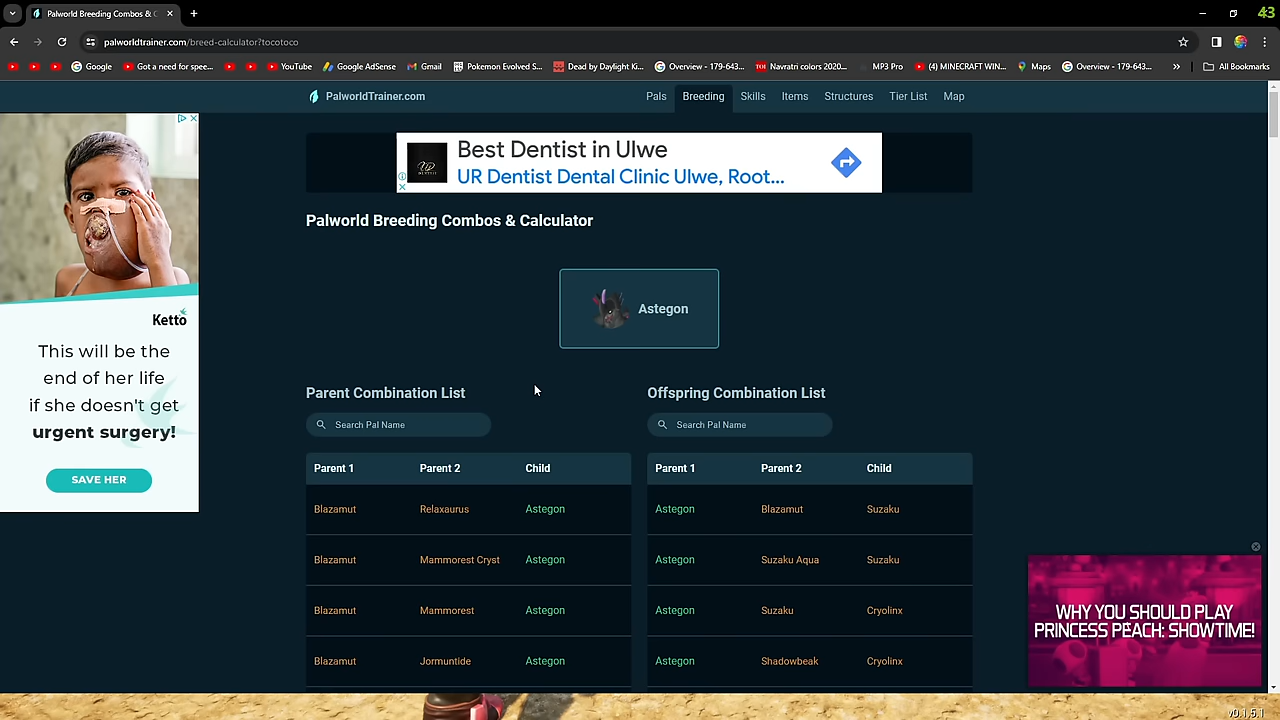 43
Palworld Breeding Combos & C
palworldtrainer.com/breed-calculator?tocotoco
Google
Got a need for spee...
YouTube
Google AdSense
Gmail
Pokemon Evolved S...
Dead by Daylight Ki...
Overview - 179-643...
Navratri colors 2020...
MP3 Pro
(4) MINECRAFT WIN...
Maps
Overview - 179-643...
All Bookmarks
PalworldTrainer.com
Pals
Breeding
Skills
Items
Structures
Tier List
Map
Best Dentist in Ulwe
UR Dentist Dental Clinic Ulwe, Root...
Palworld Breeding Combos & Calculator
Astegon
Ketto
This will be the
end of her life
if she doesn't get
urgent surgery!
SAVE HER
Parent Combination List
Search Pal Name
Parent 1 Parent 2 Child
Blazamut Relaxaurus Astegon
Blazamut Mammorest Cryst Astegon
Blazamut Mammorest Astegon
Blazamut Jormuntide Astegon
Offspring Combination List
Search Pal Name
Parent 1 Parent 2 Child
Astegon Blazamut Suzaku
Astegon Suzaku Aqua Suzaku
Astegon Suzaku Cryolinx
Astegon Shadowbeak Cryolinx
WHY YOU SHOULD PLAY
PRINCESS PEACH: SHOWTIME!
v0.1.5.1